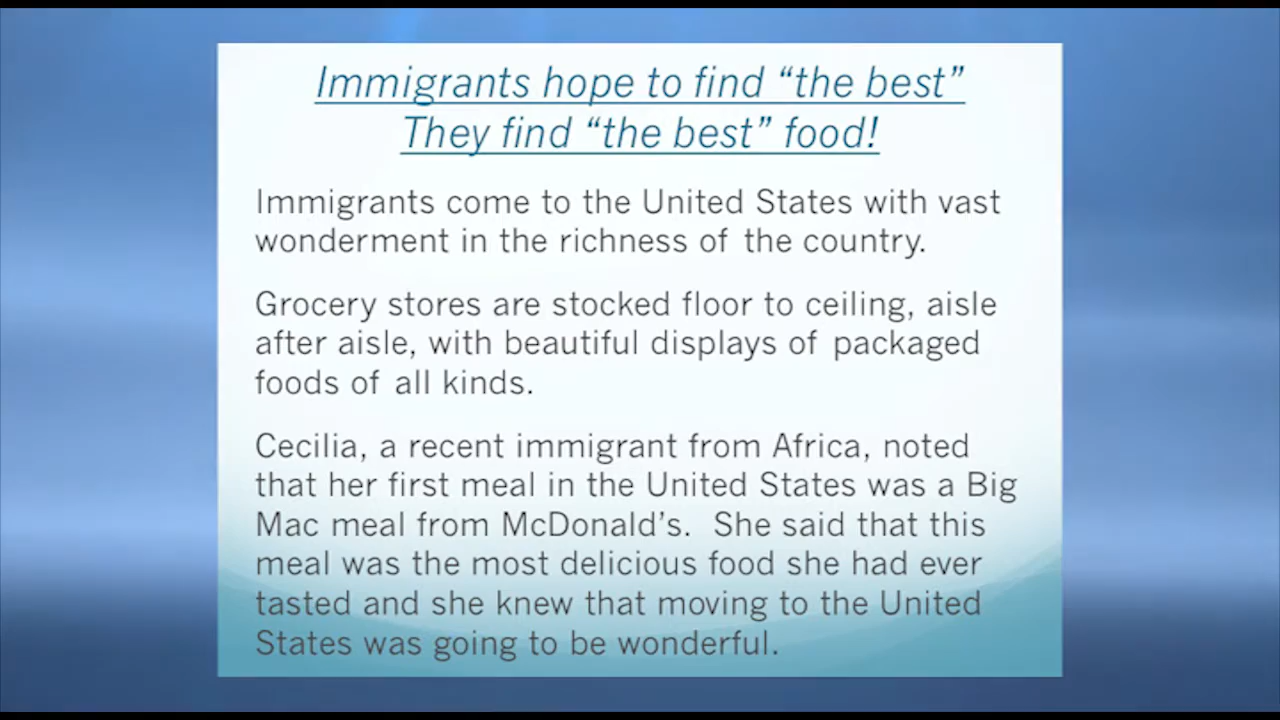 Immigrants hope to find “the best”
They find “the best” food!
Immigrants come to the United States with vast
wonderment in the richness of the country.
Grocery stores are stocked floor to ceiling, aisle
after aisle, with beautiful displays of packaged
foods of all kinds.
Cecilia, a recent immigrant from Africa, noted
that her first meal in the United States was a Big
Mac meal from McDonald’s. She said that this
meal was the most delicious food she had ever
tasted and she knew that moving to the United
States was going to be wonderful.